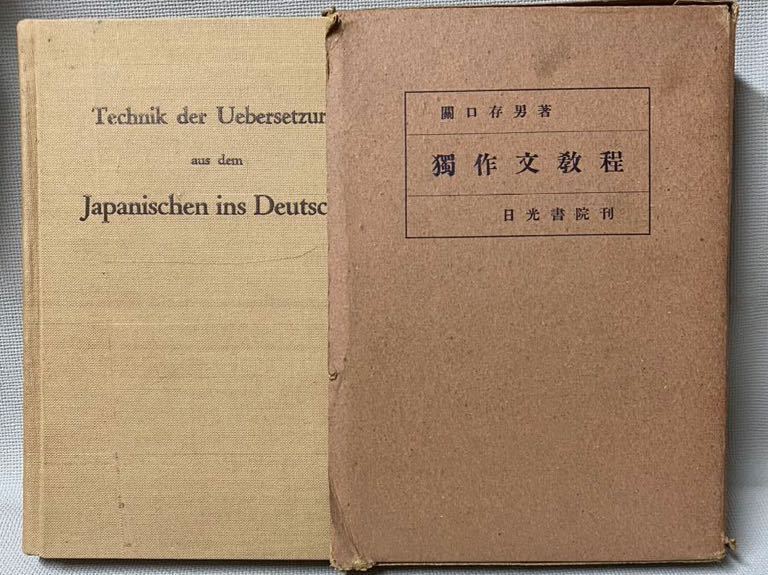 Technik der Uebersetzun
aus dem
Japanischen ins Deutsc
關口存男著
獨作文敎程
日光書院刊